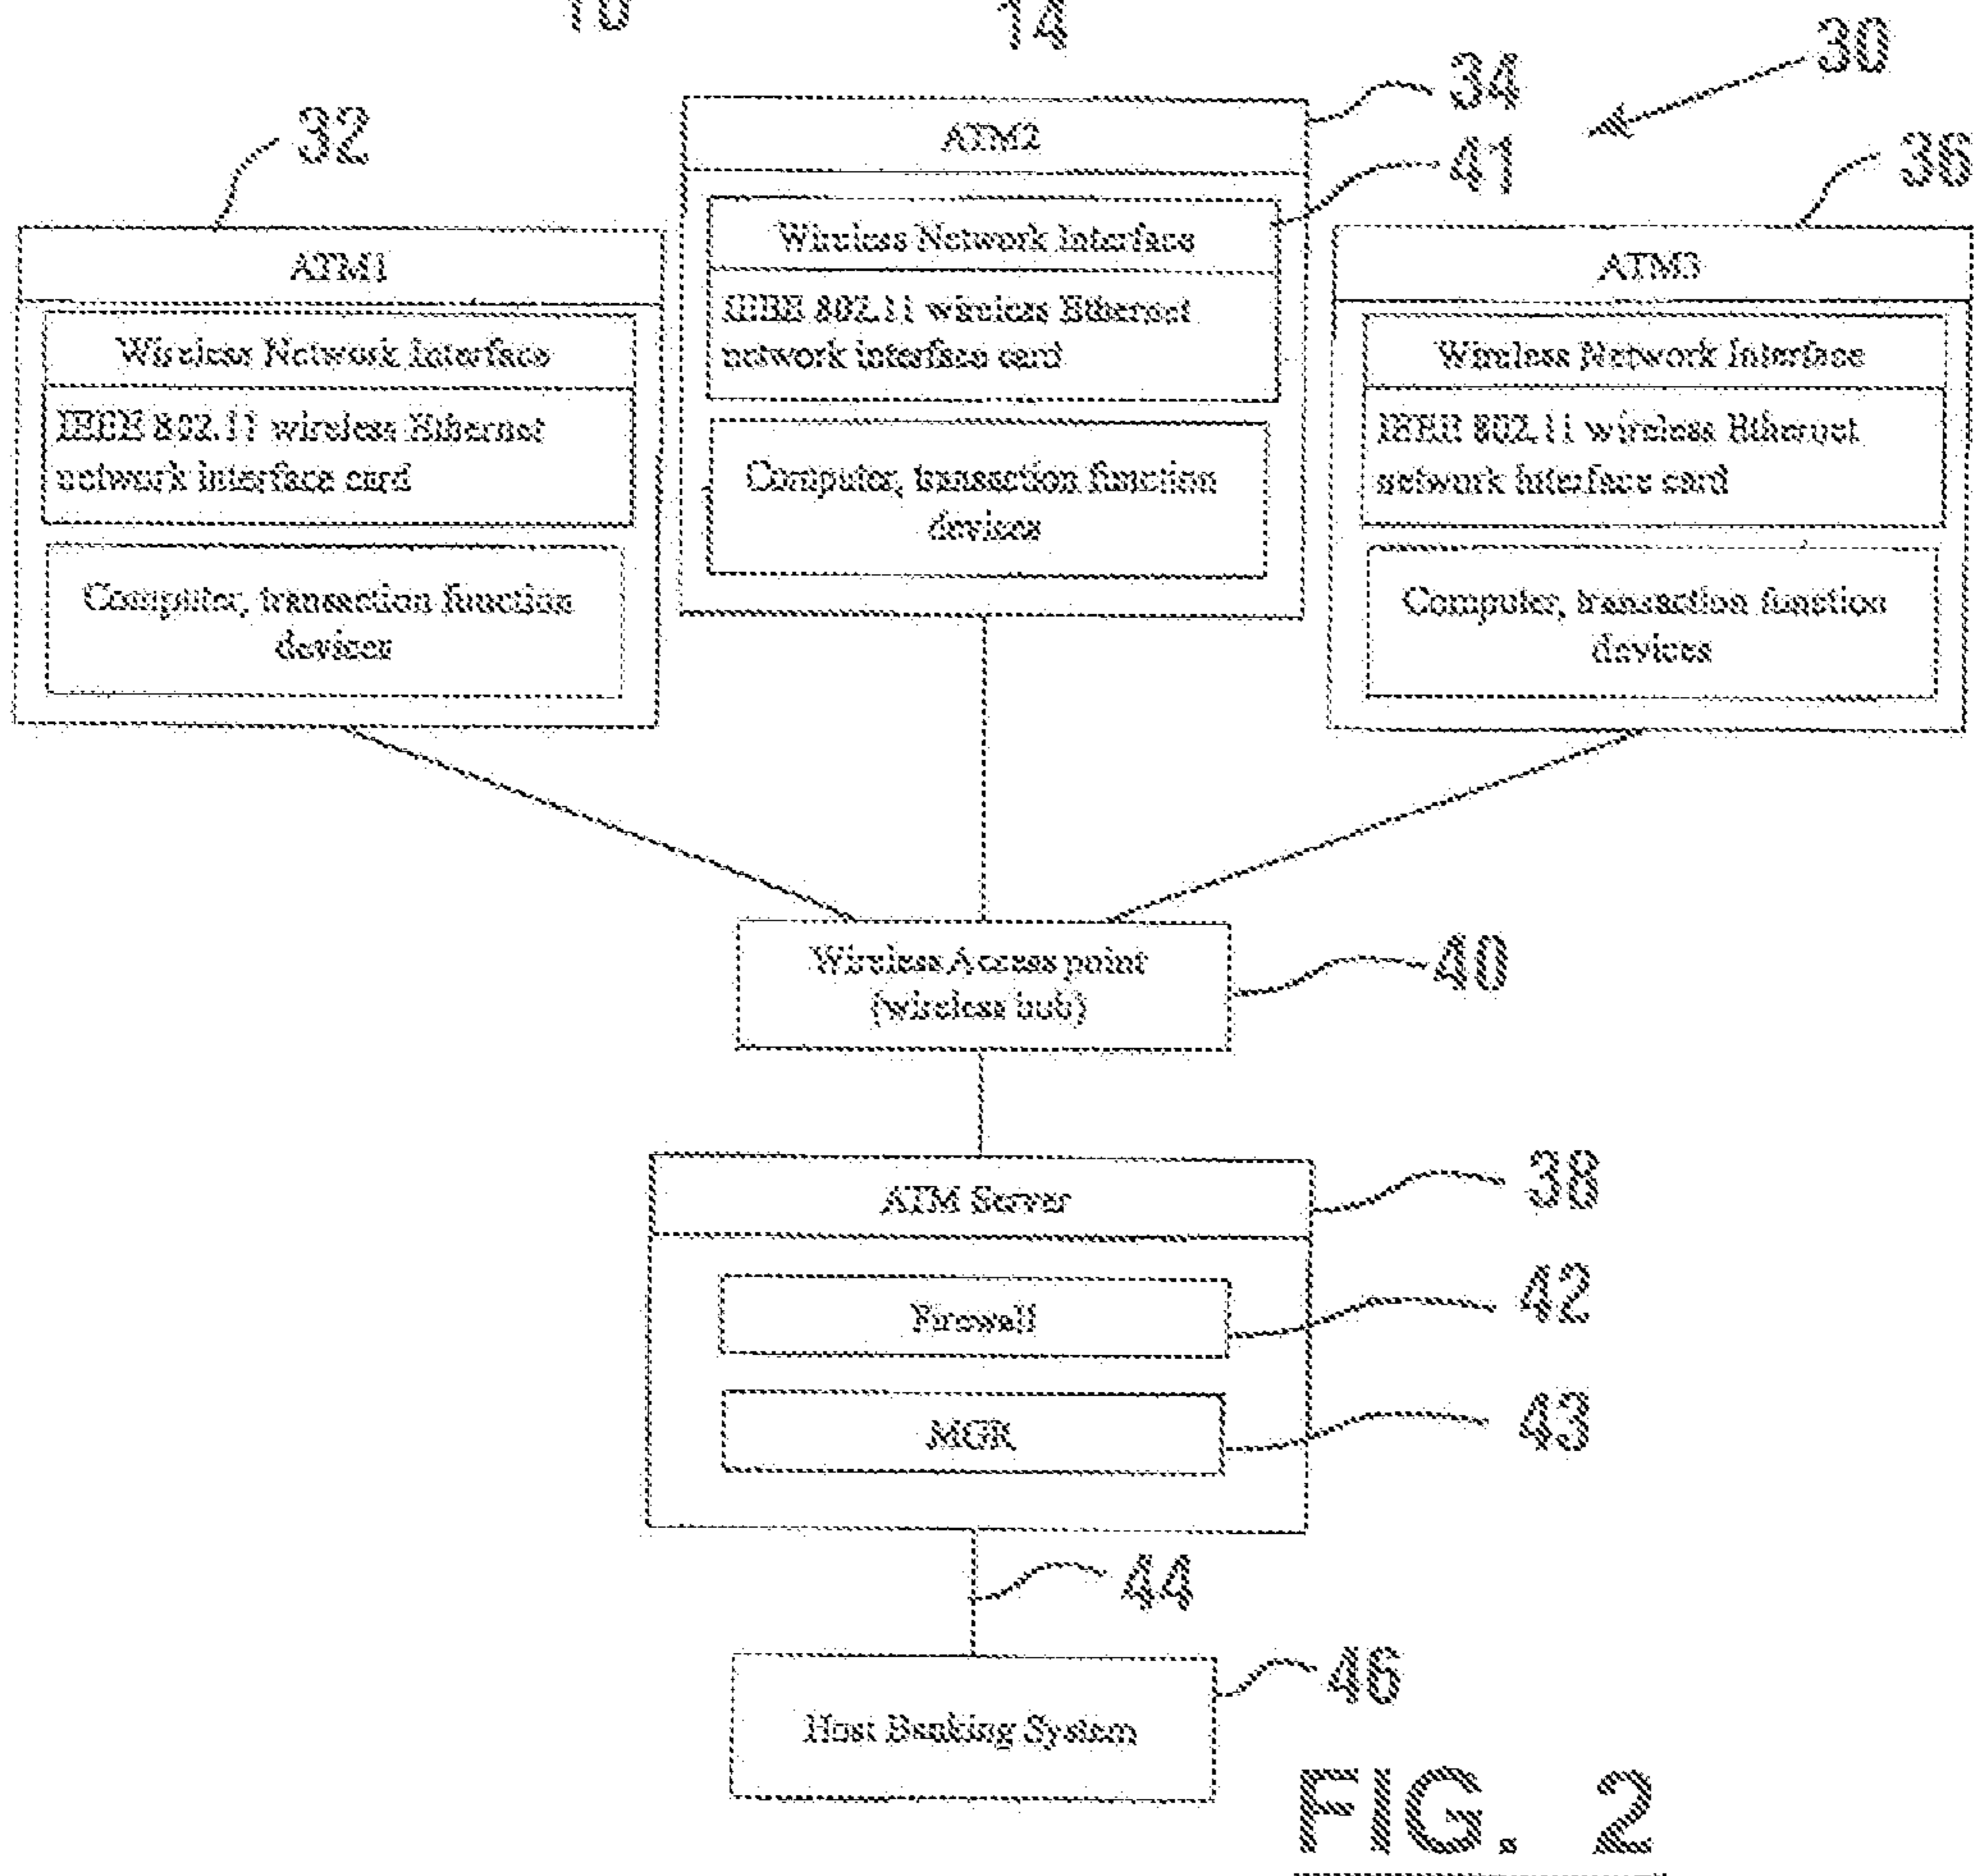 10
14
30
34
32
ATM2
41
36
Wireless Network Interface
ATM1
ATM3
IEEE 802.11 wireless Ethernet
network interface card
Wireless Network Interface
Wireless Network Interface
IEEE 802.11 wireless Ethernet
network interface card
IEEE 802.11 wireless Ethernet
network interface card
Computer, transaction function
devices
Computer, transaction function
devices
Computer, transaction function
devices
Wireless Access point
(wireless hub)
40
ATM Server
38
Firewall
42
MGR
43
44
46
Host Banking System
FIG. 2